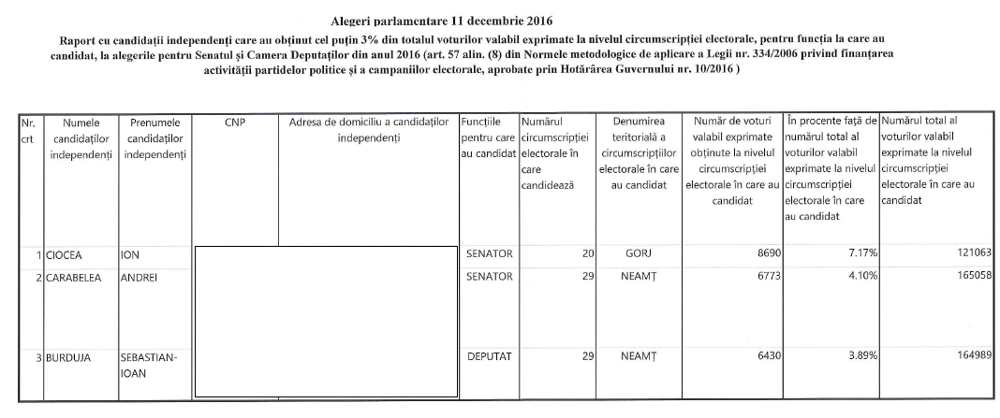 Alegeri parlamentare 11 decembrie 2016
Raport cu candidații independenți care au obținut cel puțin 3% din totalul voturilor valabil exprimate la nivelul circumscripției electorale, pentru funcția la care au
candidat, la alegerile pentru Senatul și Camera Deputaților din anul 2016 (art. 57 alin. (8) din Normele metodologice de aplicare a Legii nr. 334/2006 privind finanțarea
activității partidelor politice și a campaniilor electorale, aprobate prin Hotărârea Guvernului nr. 10/2016 )
Nr. crt
Numele candidaților independenți
Prenumele candidaților independenți
CNP
Adresa de domiciliu a candidaților independenți
Funcțiile pentru care au candidat
Numărul circumscripției electorale în care candidează
Denumirea teritorială a circumscripțiilor electorale în care au candidat
Număr de voturi valabil exprimate obținute la nivelul circumscripției electorale în care au candidat
În procente față de numărul total al voturilor valabil exprimate la nivelul circumscripției electorale în care au candidat
Numărul total al voturilor valabil exprimate la nivelul circumscripției electorale în care au candidat
1 CIOCEA ION SENATOR 20 GORJ 8690 7.17% 121063
2 CARABELEA ANDREI SENATOR 29 NEAMȚ 6773 4.10% 165058
3 BURDUJA SEBASTIAN-IOAN DEPUTAT 29 NEAMȚ 6430 3.89% 164989